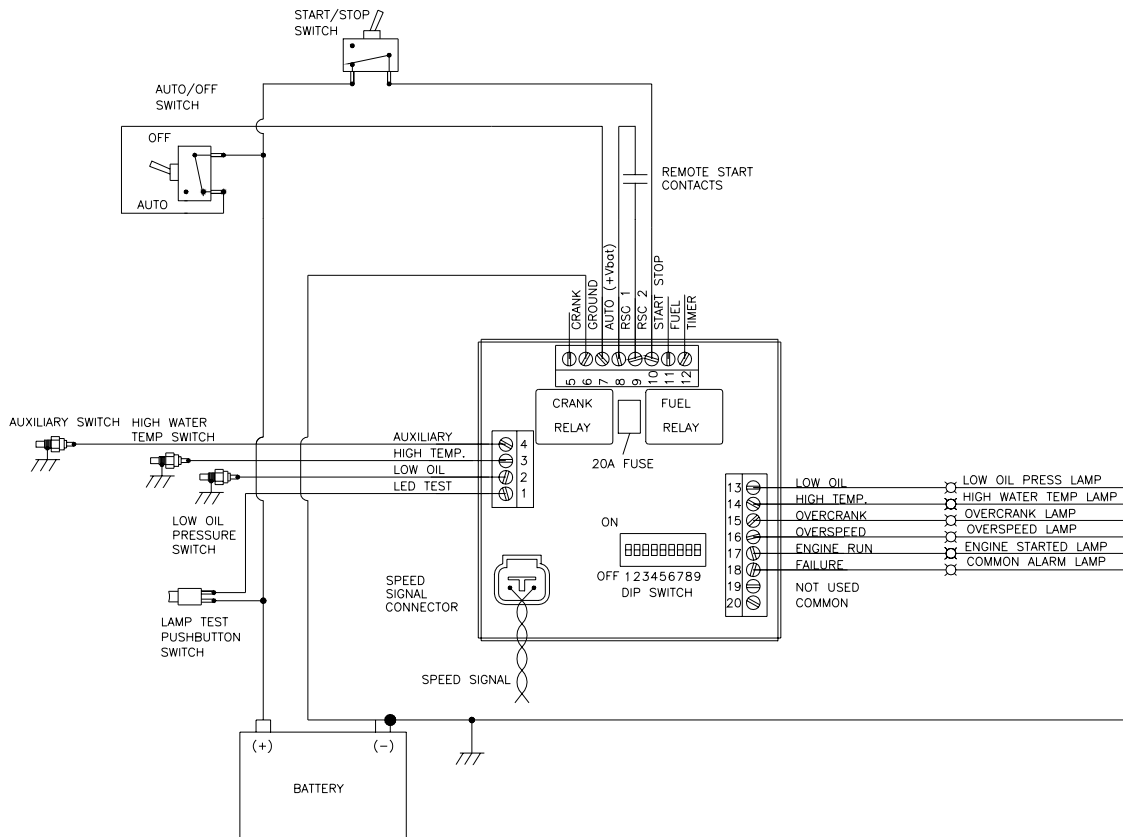 START/STOP
SWITCH
AUTO/OFF
SWITCH
OFF
AUTO
REMOTE START
CONTACTS
CRANK
GROUND
AUTO (+Vbat)
RSC 1
RSC 2
START STOP
FUEL
TIMER
5
6
7
8
9
10
11
12
CRANK
RELAY
FUEL
RELAY
20A FUSE
AUXILIARY SWITCH
HIGH WATER
TEMP SWITCH
AUXILIARY
HIGH TEMP.
LOW OIL
LED TEST
4
3
2
1
LOW OIL
PRESSURE
SWITCH
ON
OFF 123456789
DIP SWITCH
13
14
15
16
17
18
19
20
LOW OIL
HIGH TEMP.
OVERCRANK
OVERSPEED
ENGINE RUN
FAILURE
NOT USED
COMMON
LOW OIL PRESS LAMP
HIGH WATER TEMP LAMP
OVERCRANK LAMP
OVERSPEED LAMP
ENGINE STARTED LAMP
COMMON ALARM LAMP
SPEED
SIGNAL
CONNECTOR
LAMP TEST
PUSHBUTTON
SWITCH
SPEED SIGNAL
(+)
(-)
BATTERY